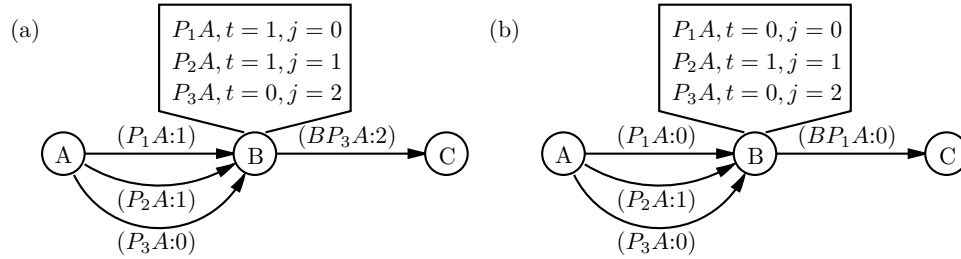 (a)
P₁A, t = 1, j = 0
P₂A, t = 1, j = 1
P₃A, t = 0, j = 2
A
(P₁A:1)
B
(BP₃A:2)
C
(P₂A:1)
(P₃A:0)
(b)
P₁A, t = 0, j = 0
P₂A, t = 1, j = 1
P₃A, t = 0, j = 2
A
(P₁A:0)
B
(BP₁A:0)
C
(P₂A:1)
(P₃A:0)